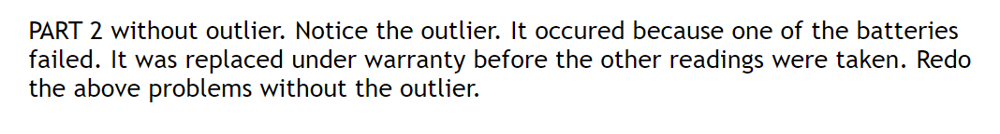 PART 2 without outlier. Notice the outlier. It occured because one of the batteries
failed. It was replaced under warranty before the other readings were taken. Redo
the above problems without the outlier.